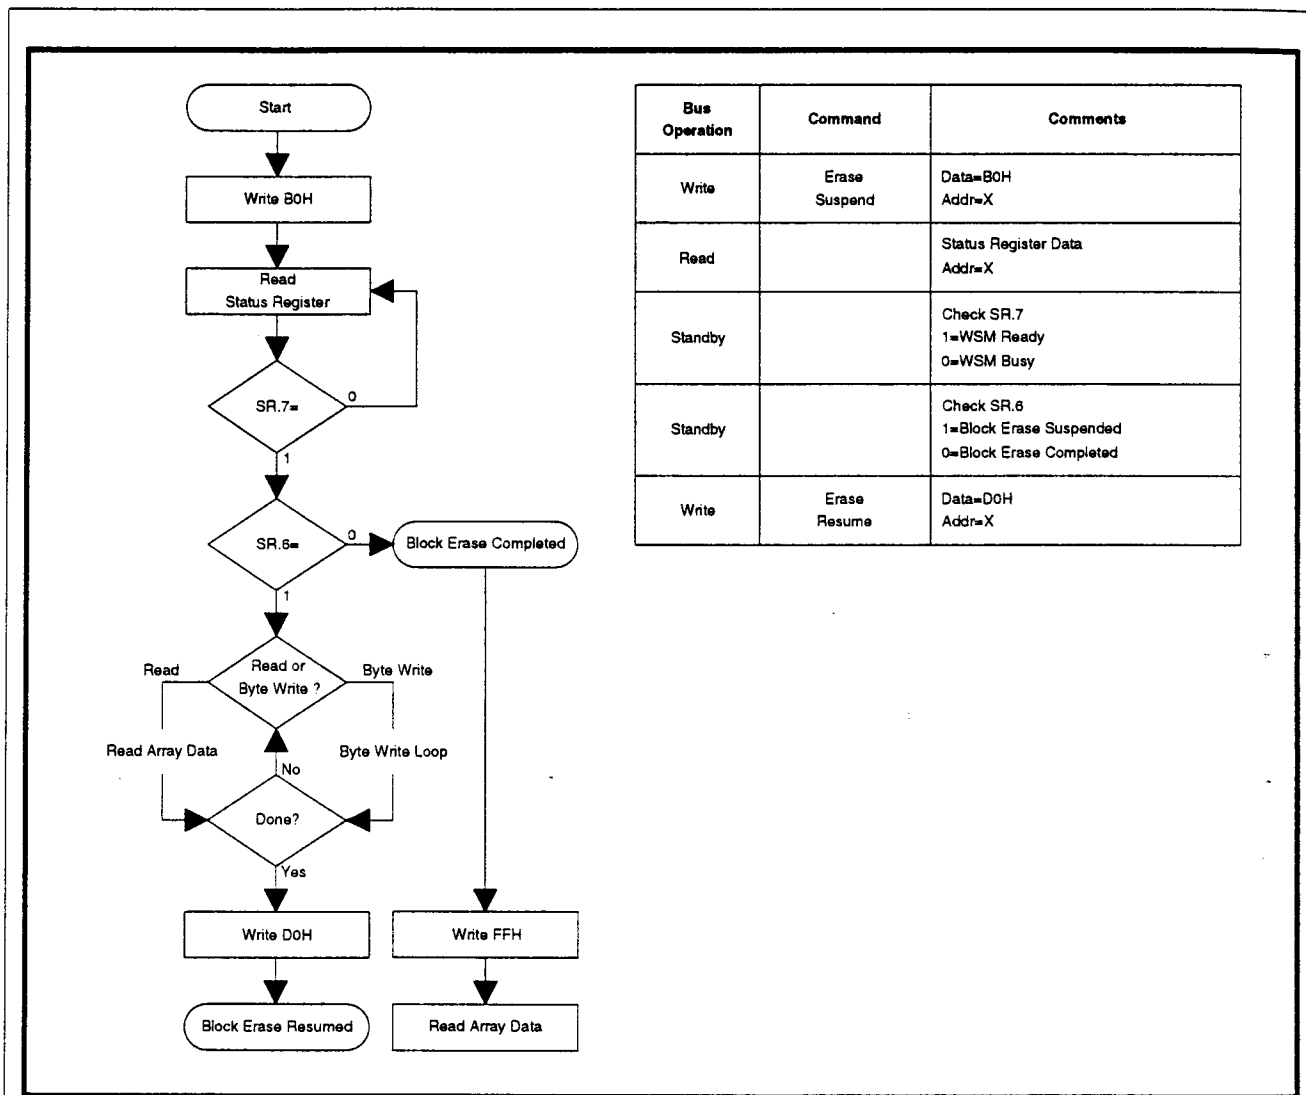 Start
Write B0H
Read
Status Register
SR.7=
0
1
SR.6=
0
Block Erase Completed
1
Read or
Byte Write ?
Read
Byte Write
Read Array Data
Byte Write Loop
No
Done?
Yes
Write D0H
Write FFH
Block Erase Resumed
Read Array Data
Bus
Operation
Command
Comments
Write
Erase
Suspend
Data=B0H
Addr=X
Read
Status Register Data
Addr=X
Standby
Check SR.7
1=WSM Ready
0=WSM Busy
Standby
Check SR.6
1=Block Erase Suspended
0=Block Erase Completed
Write
Erase
Resume
Data=D0H
Addr=X